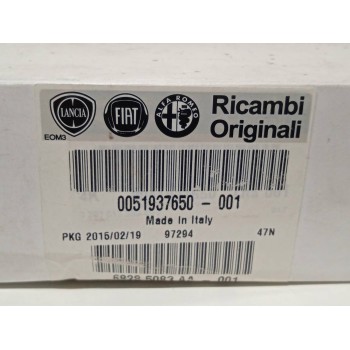 LANCIA FIAT ALFA ROMEO Ricambi
Originali
EOM3
0051937650 - 001
Made In Italy
PKG 2015/02/19 97294 47N